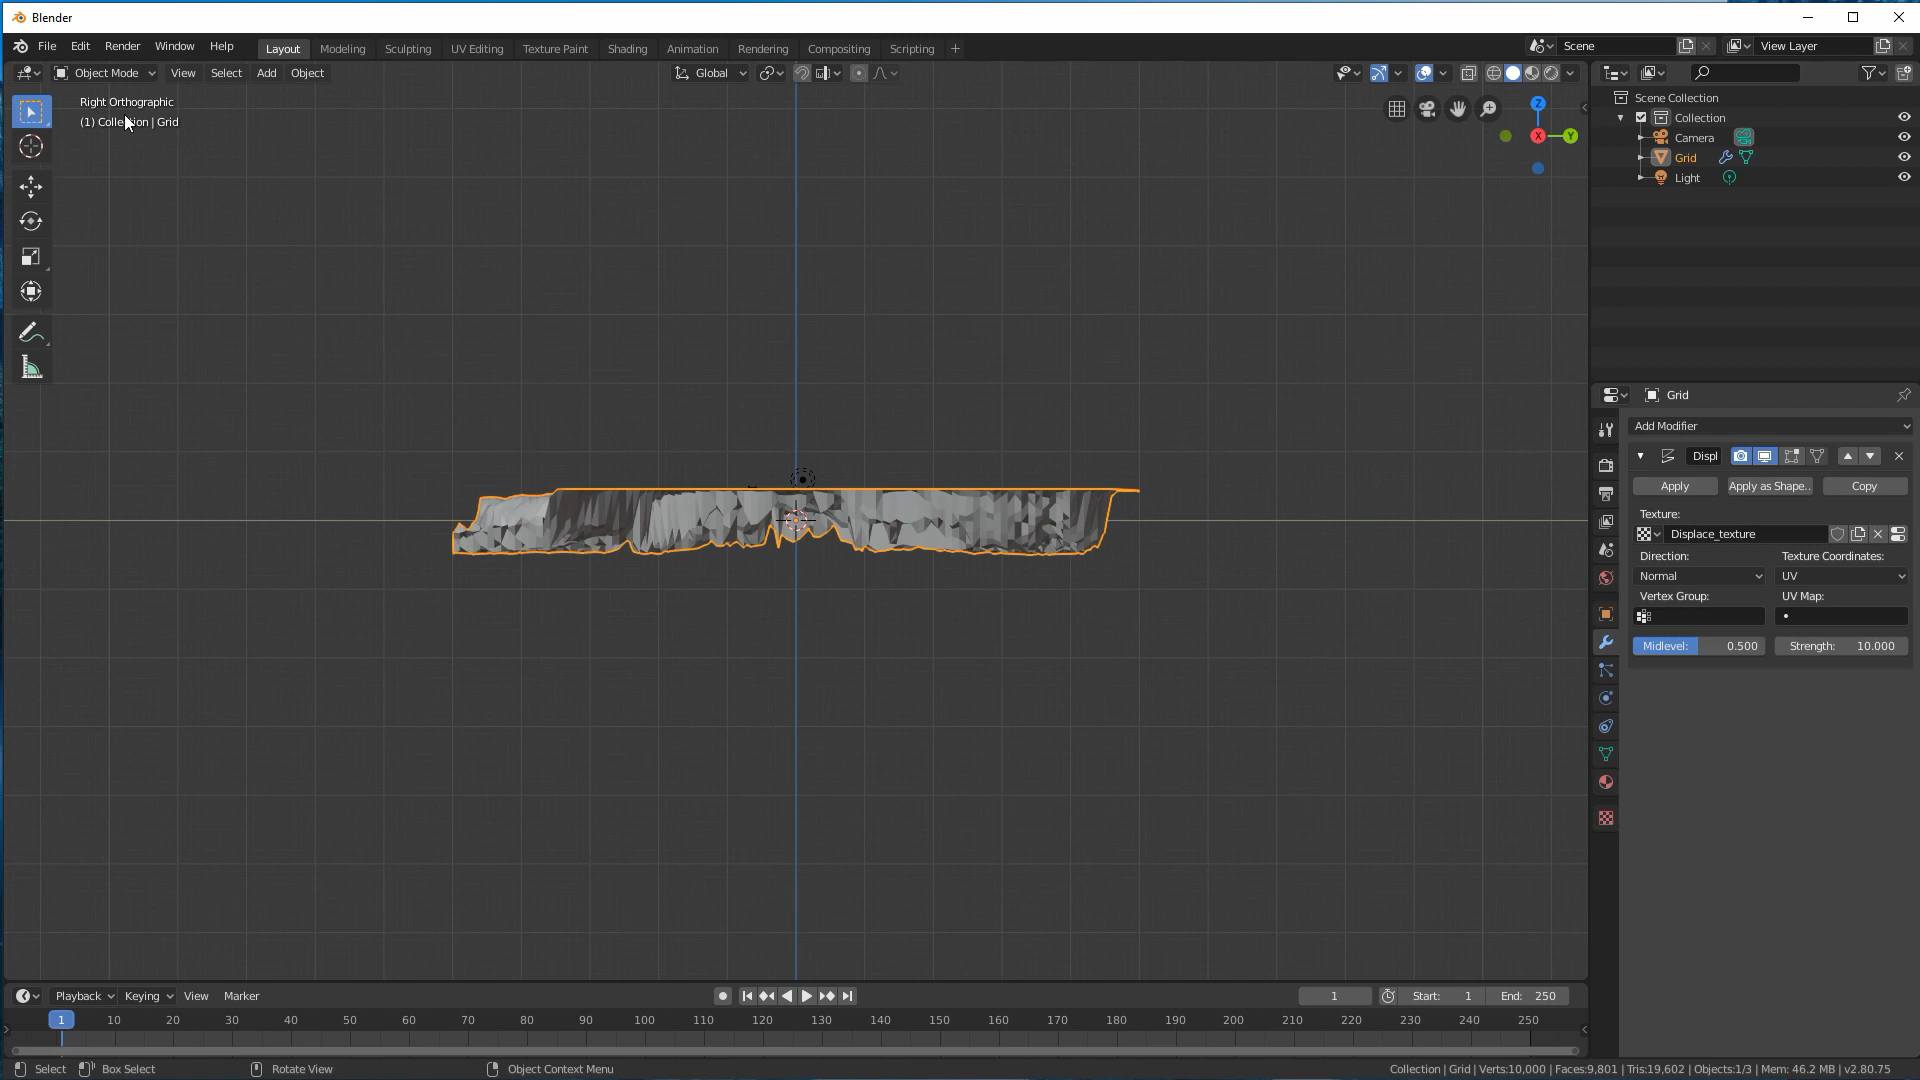 Blender
File Edit Render Window Help Layout Modeling Sculpting UV Editing Texture Paint Shading Animation Rendering Compositing Scripting + Scene View Layer
Object Mode View Select Add Object Global
Right Orthographic
(1) Collection | Grid
Z
X
Y
Scene Collection
Collection
Camera
Grid
Light
Grid
Add Modifier
Displ
Apply Apply as Shape.. Copy
Texture:
Displace_texture
Direction: Texture Coordinates:
Normal UV
Vertex Group: UV Map:
Midlevel: 0.500 Strength: 10.000
Playback Keying View Marker 1 Start: 1 End: 250
1 10 20 30 40 50 60 70 80 90 100 110 120 130 140 150 160 170 180 190 200 210 220 230 240 250
Select Box Select Rotate View Object Context Menu Collection | Grid | Verts:10,000 | Faces:9,801 | Tris:19,602 | Objects:1/3 | Mem: 46.2 MB | v2.80.75